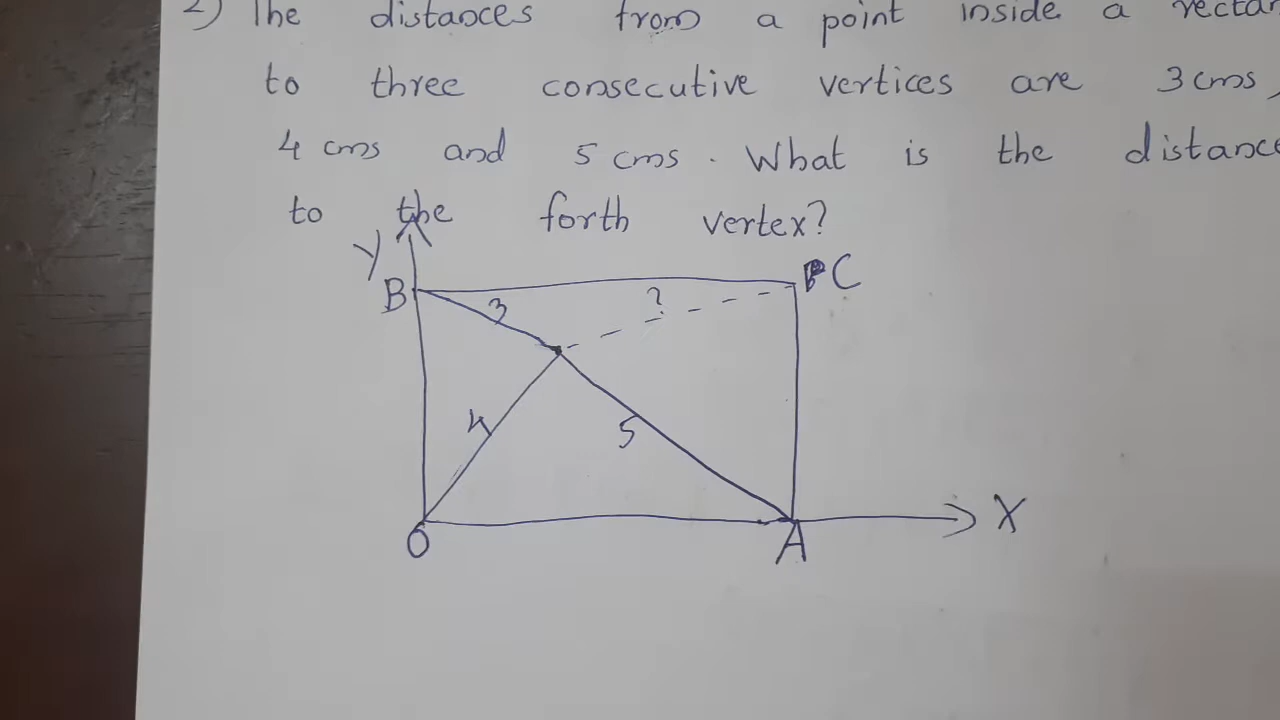 2) The distances from a point inside a rectan
to three consecutive vertices are 3 cms,
4 cms and 5 cms. What is the distance
to the forth vertex?
Y
B C
3 ?
4 5
O A X